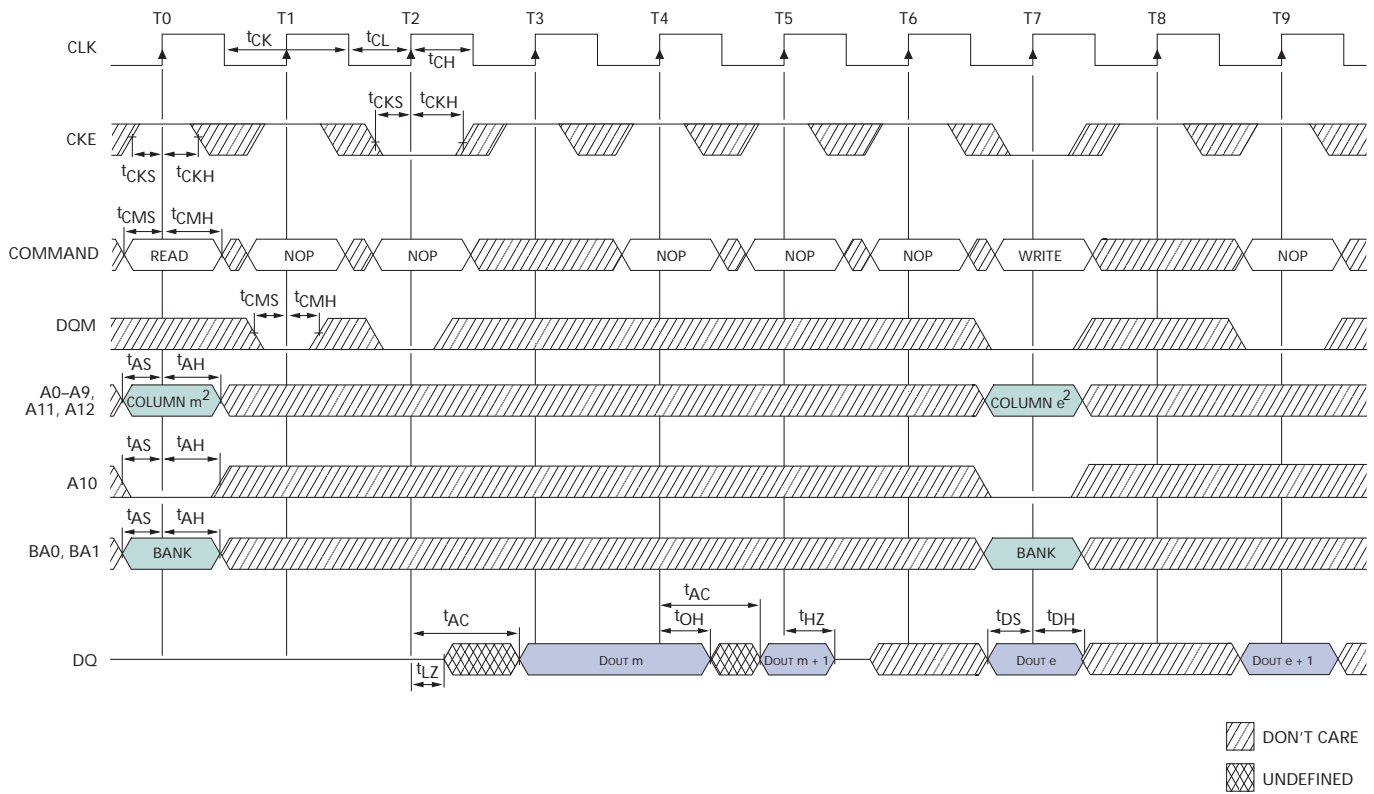 T0 T1 T2 T3 T4 T5 T6 T7 T8 T9
CLK
tCK tCL
tCH
tCKS tCKH
CKE
tCKS tCKH
tCMS tCMH
COMMAND READ NOP NOP NOP NOP NOP WRITE NOP
tCMS tCMH
DQM
tAS tAH
A0–A9,
A11, A12
COLUMN m2 COLUMN e2
tAS tAH
A10
tAS tAH
BA0, BA1 BANK BANK
tAC
tAC tOH tHZ tDS tDH
DQ DOUT m DOUT m + 1 DOUT e DOUT e + 1
tLZ
DON'T CARE
UNDEFINED